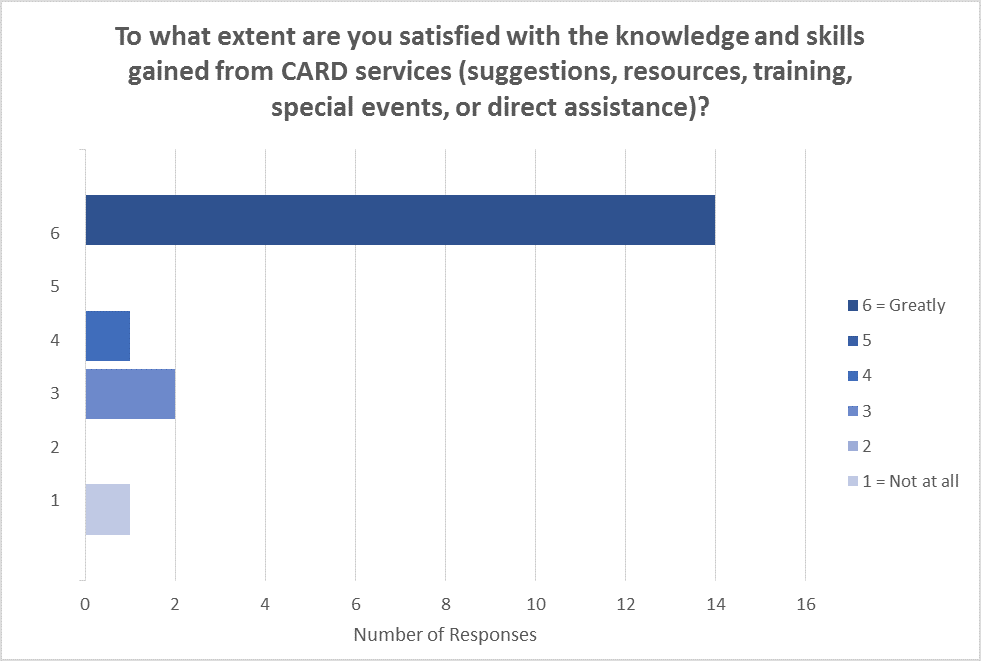 To what extent are you satisfied with the knowledge and skills
gained from CARD services (suggestions, resources, training,
special events, or direct assistance)?
6
5
4
3
2
1
0 2 4 6 8 10 12 14 16
Number of Responses
6 = Greatly
5
4
3
2
1 = Not at all